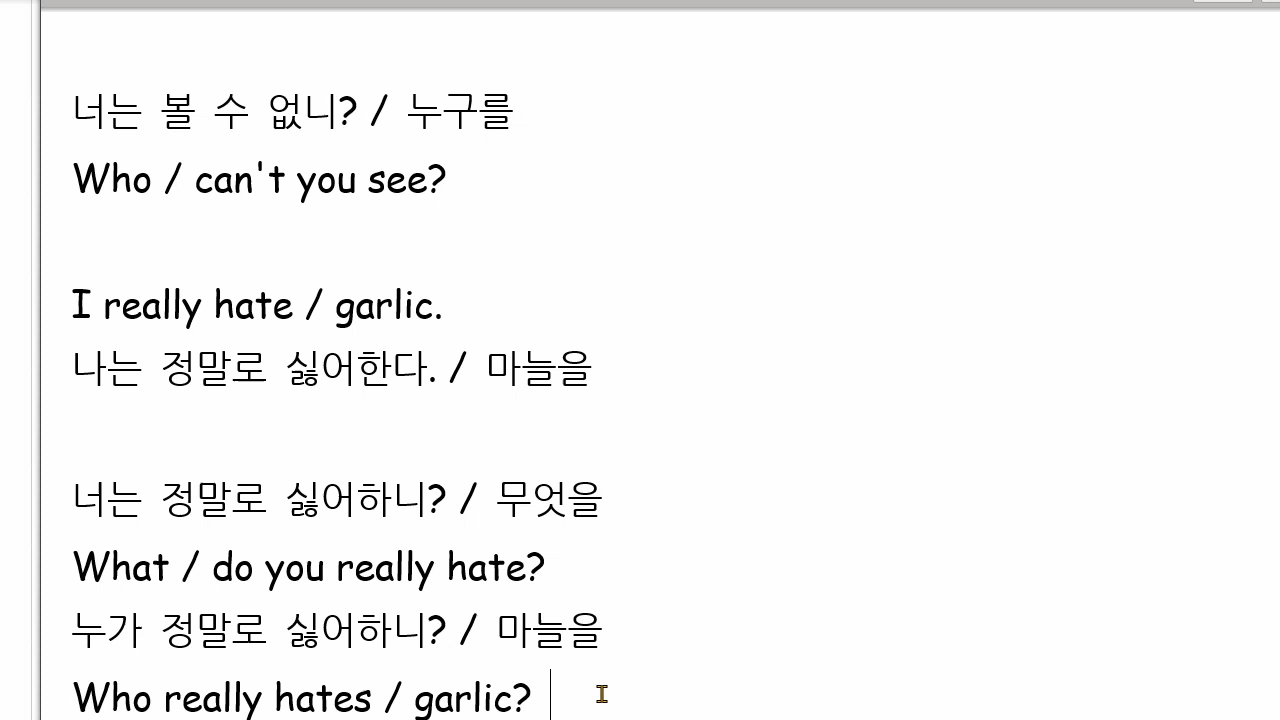 너는 볼 수 없니? / 누구를
Who / can't you see?
I really hate / garlic.
나는 정말로 싫어한다. / 마늘을
너는 정말로 싫어하니? / 무엇을
What / do you really hate?
누가 정말로 싫어하니? / 마늘을
Who really hates / garlic?